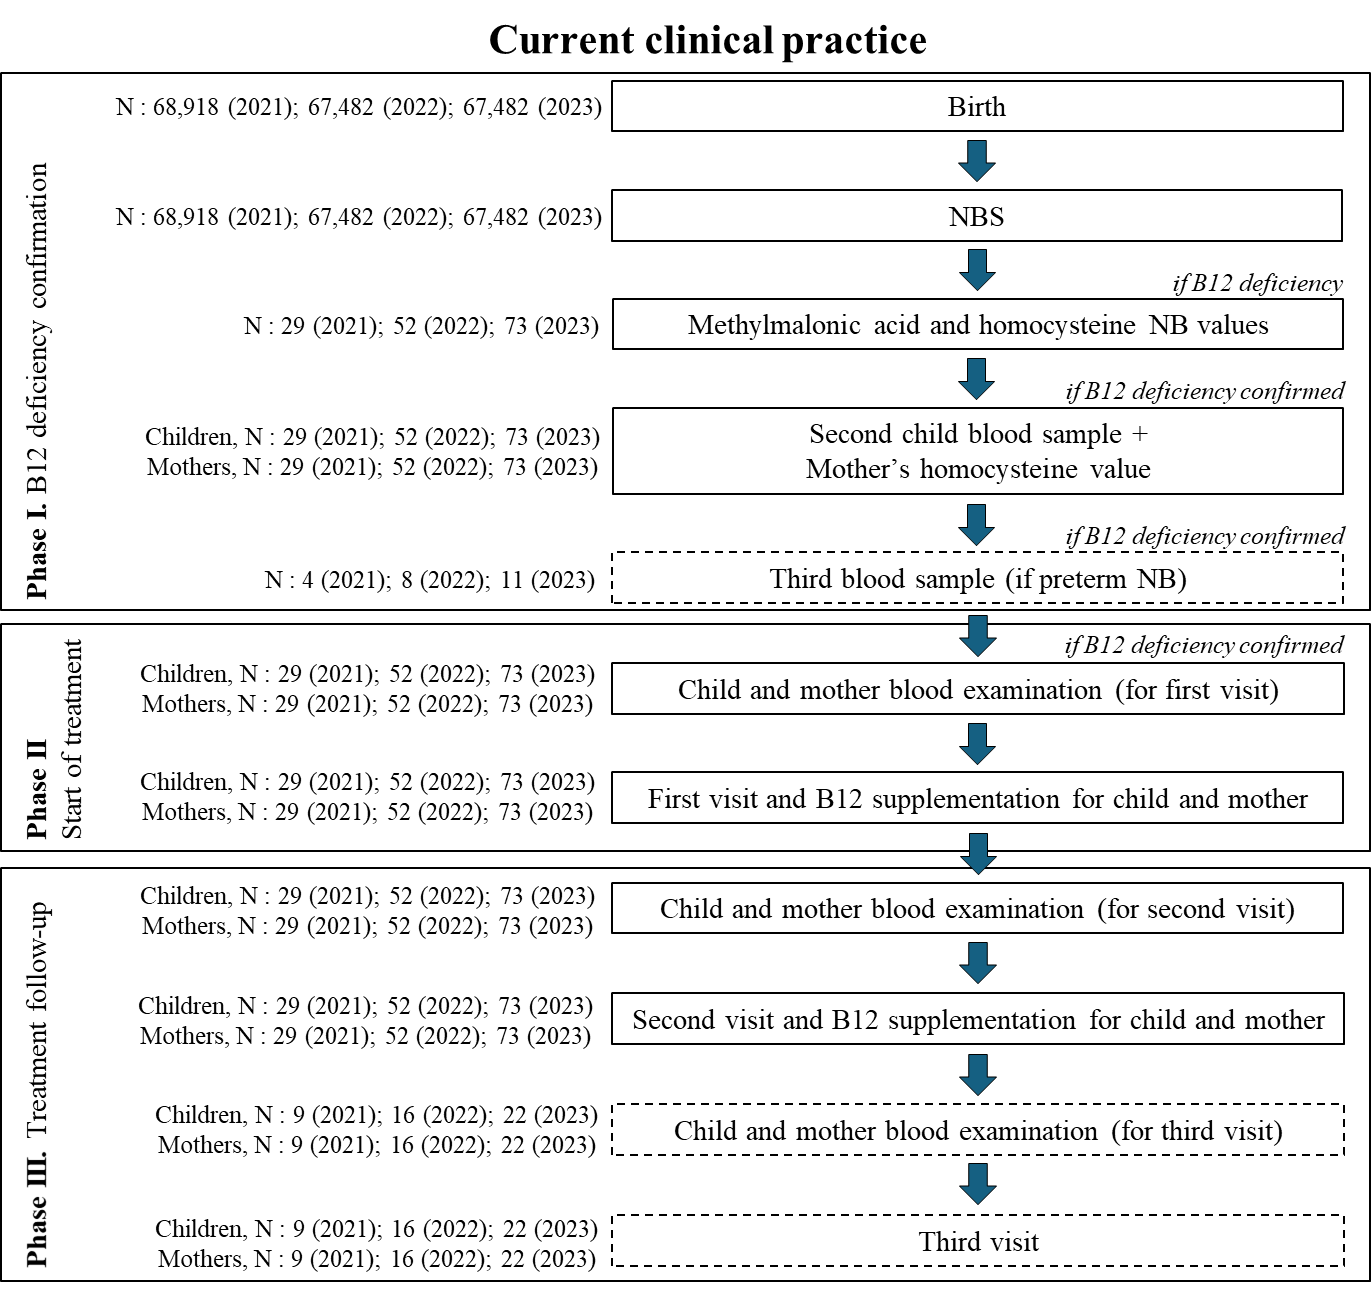 Current clinical practice
Phase I. B12 deficiency confirmation
N : 68,918 (2021); 67,482 (2022); 67,482 (2023)
Birth
N : 68,918 (2021); 67,482 (2022); 67,482 (2023)
NBS
if B12 deficiency
N : 29 (2021); 52 (2022); 73 (2023)
Methylmalonic acid and homocysteine NB values
if B12 deficiency confirmed
Children, N : 29 (2021); 52 (2022); 73 (2023)
Mothers, N : 29 (2021); 52 (2022); 73 (2023)
Second child blood sample +
Mother’s homocysteine value
if B12 deficiency confirmed
N : 4 (2021); 8 (2022); 11 (2023)
Third blood sample (if preterm NB)
Phase II
Start of treatment
if B12 deficiency confirmed
Children, N : 29 (2021); 52 (2022); 73 (2023)
Mothers, N : 29 (2021); 52 (2022); 73 (2023)
Child and mother blood examination (for first visit)
Children, N : 29 (2021); 52 (2022); 73 (2023)
Mothers, N : 29 (2021); 52 (2022); 73 (2023)
First visit and B12 supplementation for child and mother
Phase III. Treatment follow-up
Children, N : 29 (2021); 52 (2022); 73 (2023)
Mothers, N : 29 (2021); 52 (2022); 73 (2023)
Child and mother blood examination (for second visit)
Children, N : 29 (2021); 52 (2022); 73 (2023)
Mothers, N : 29 (2021); 52 (2022); 73 (2023)
Second visit and B12 supplementation for child and mother
Children, N : 9 (2021); 16 (2022); 22 (2023)
Mothers, N : 9 (2021); 16 (2022); 22 (2023)
Child and mother blood examination (for third visit)
Children, N : 9 (2021); 16 (2022); 22 (2023)
Mothers, N : 9 (2021); 16 (2022); 22 (2023)
Third visit